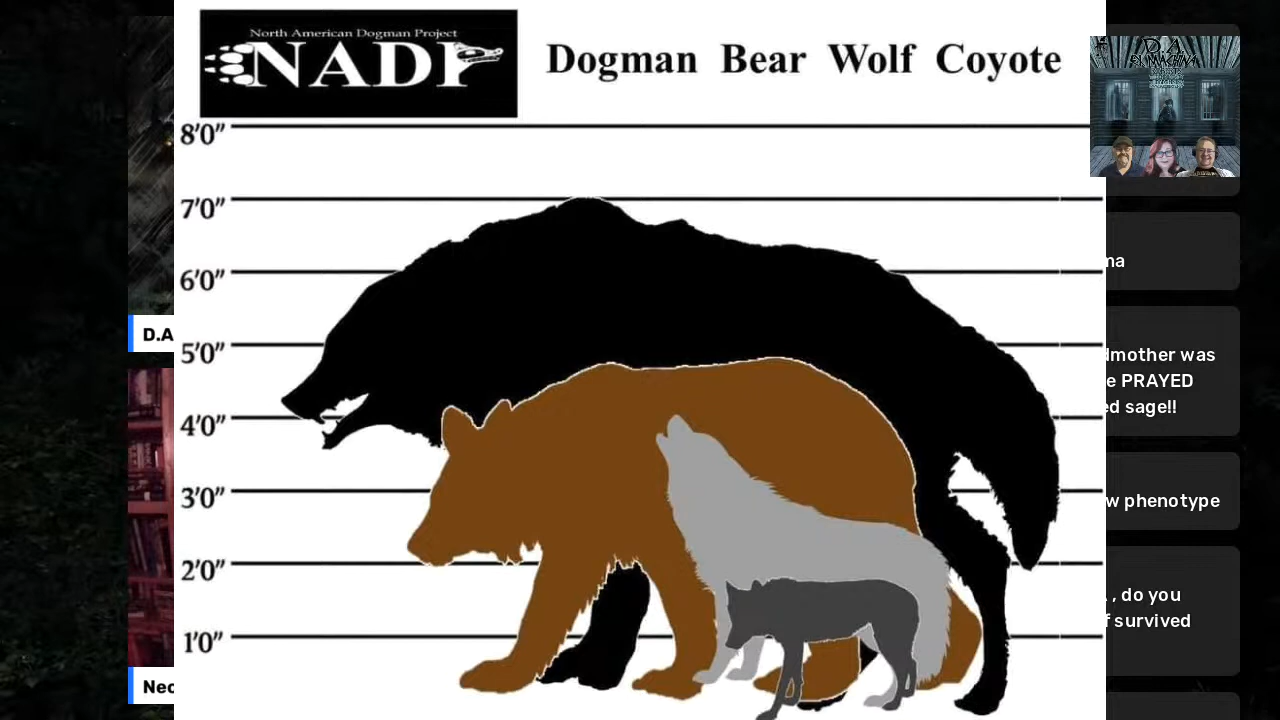 North American Dogman Project
NADP
Dogman Bear Wolf Coyote
8’0”
7’0”
6’0”
5’0”
4’0”
3’0”
2’0”
1’0”
D.A
Nec
D.A.
ma
dmother was
e PRAYED
ed sage!!
w phenotype
, do you
f survived